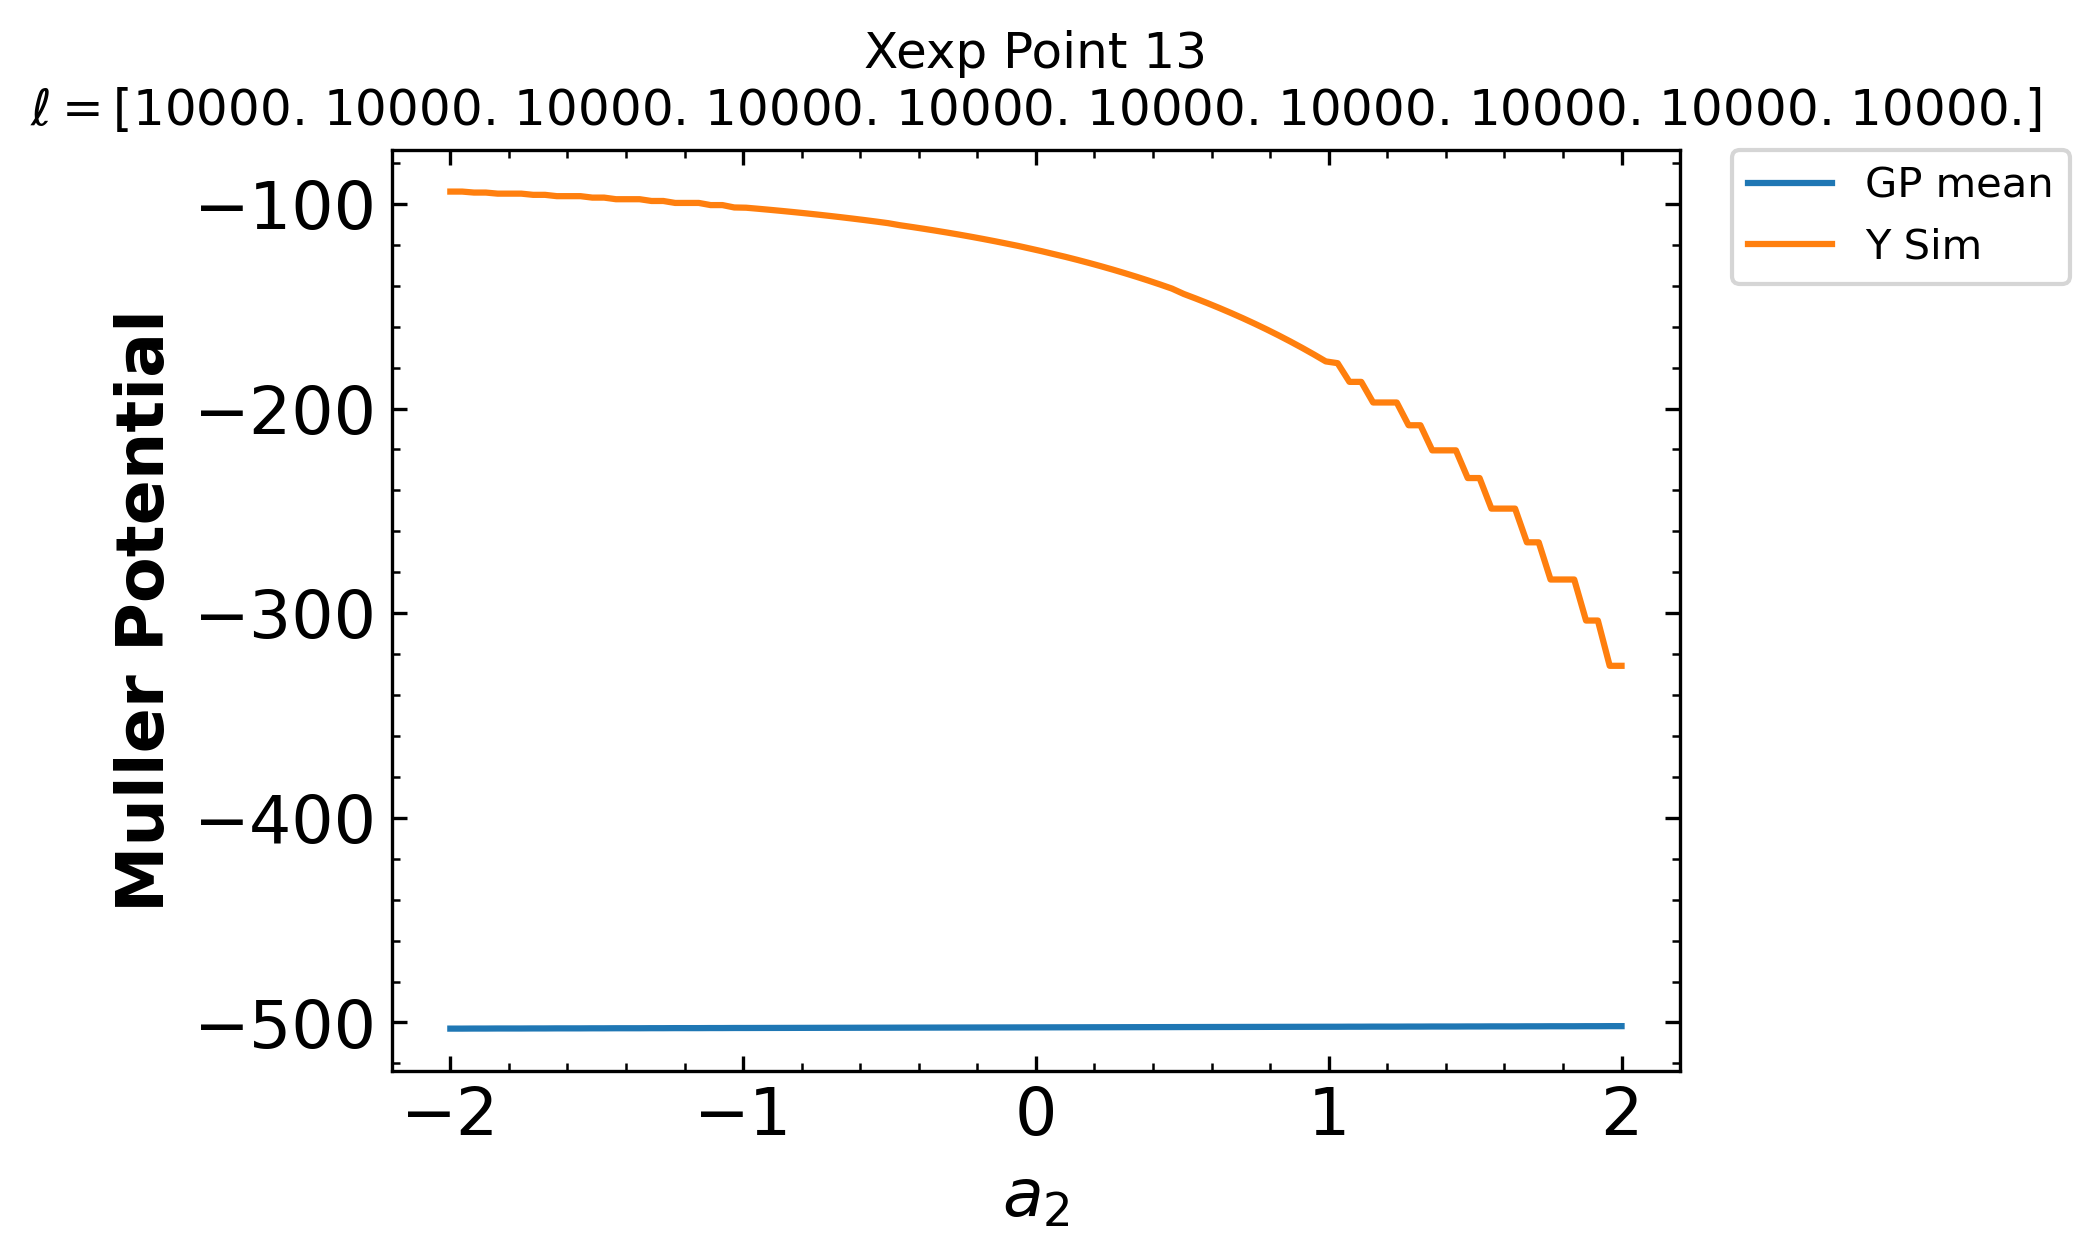 Xexp Point 13
ℓ = [10000. 10000. 10000. 10000. 10000. 10000. 10000. 10000. 10000. 10000.]
GP mean
Y Sim
Muller Potential
−100
−200
−300
−400
−500
−2 −1 0 1 2
a₂